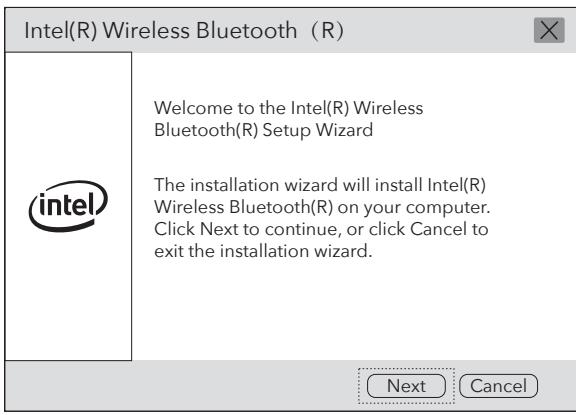 Intel(R) Wireless Bluetooth（R）
Welcome to the Intel(R) Wireless
Bluetooth(R) Setup Wizard
The installation wizard will install Intel(R)
Wireless Bluetooth(R) on your computer.
Click Next to continue, or click Cancel to
exit the installation wizard.
intel
Next
Cancel